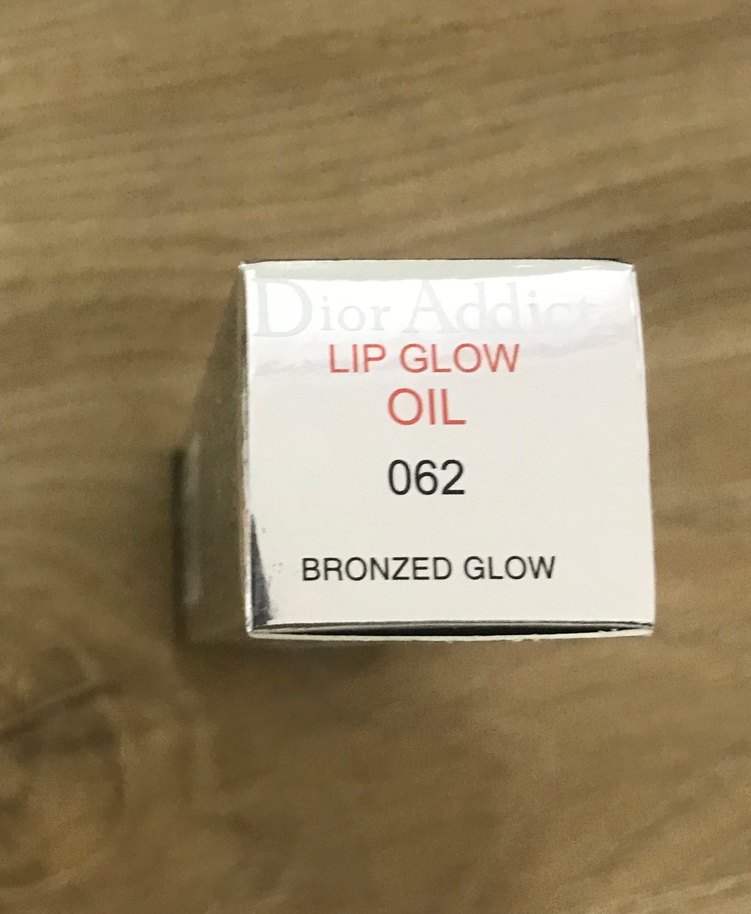 Dior Addict
LIP GLOW
OIL
062
BRONZED GLOW